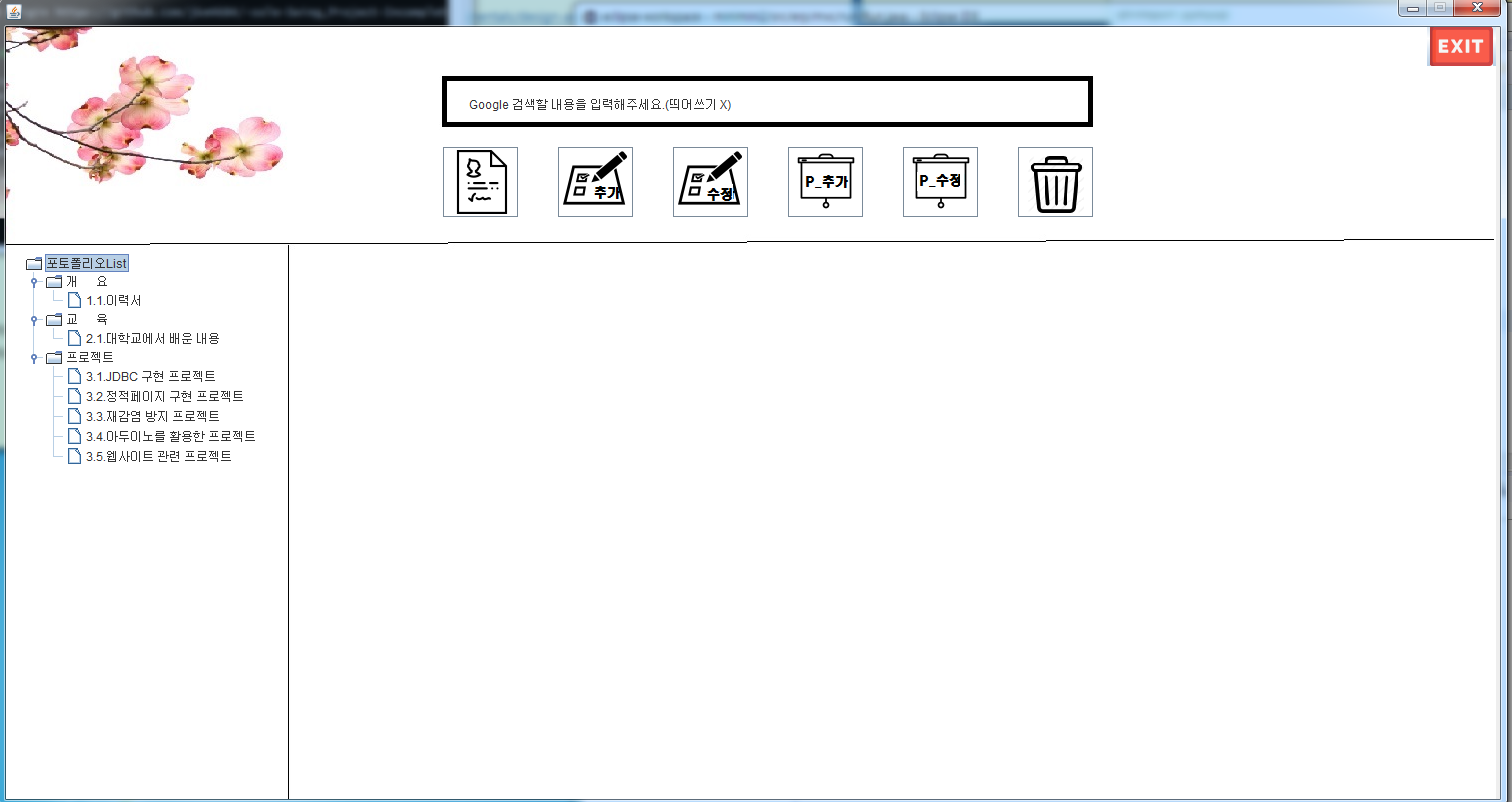 EXIT
Google 검색할 내용을 입력해주세요.(띄어쓰기 X)
추가
수정
P_추가
P_수정
포토폴리오List
개 요
1.1.이력서
교 육
2.1.대학교에서 배운 내용
프로젝트
3.1.JDBC 구현 프로젝트
3.2.정적페이지 구현 프로젝트
3.3.재감염 방지 프로젝트
3.4.아두이노를 활용한 프로젝트
3.5.웹사이트 관련 프로젝트